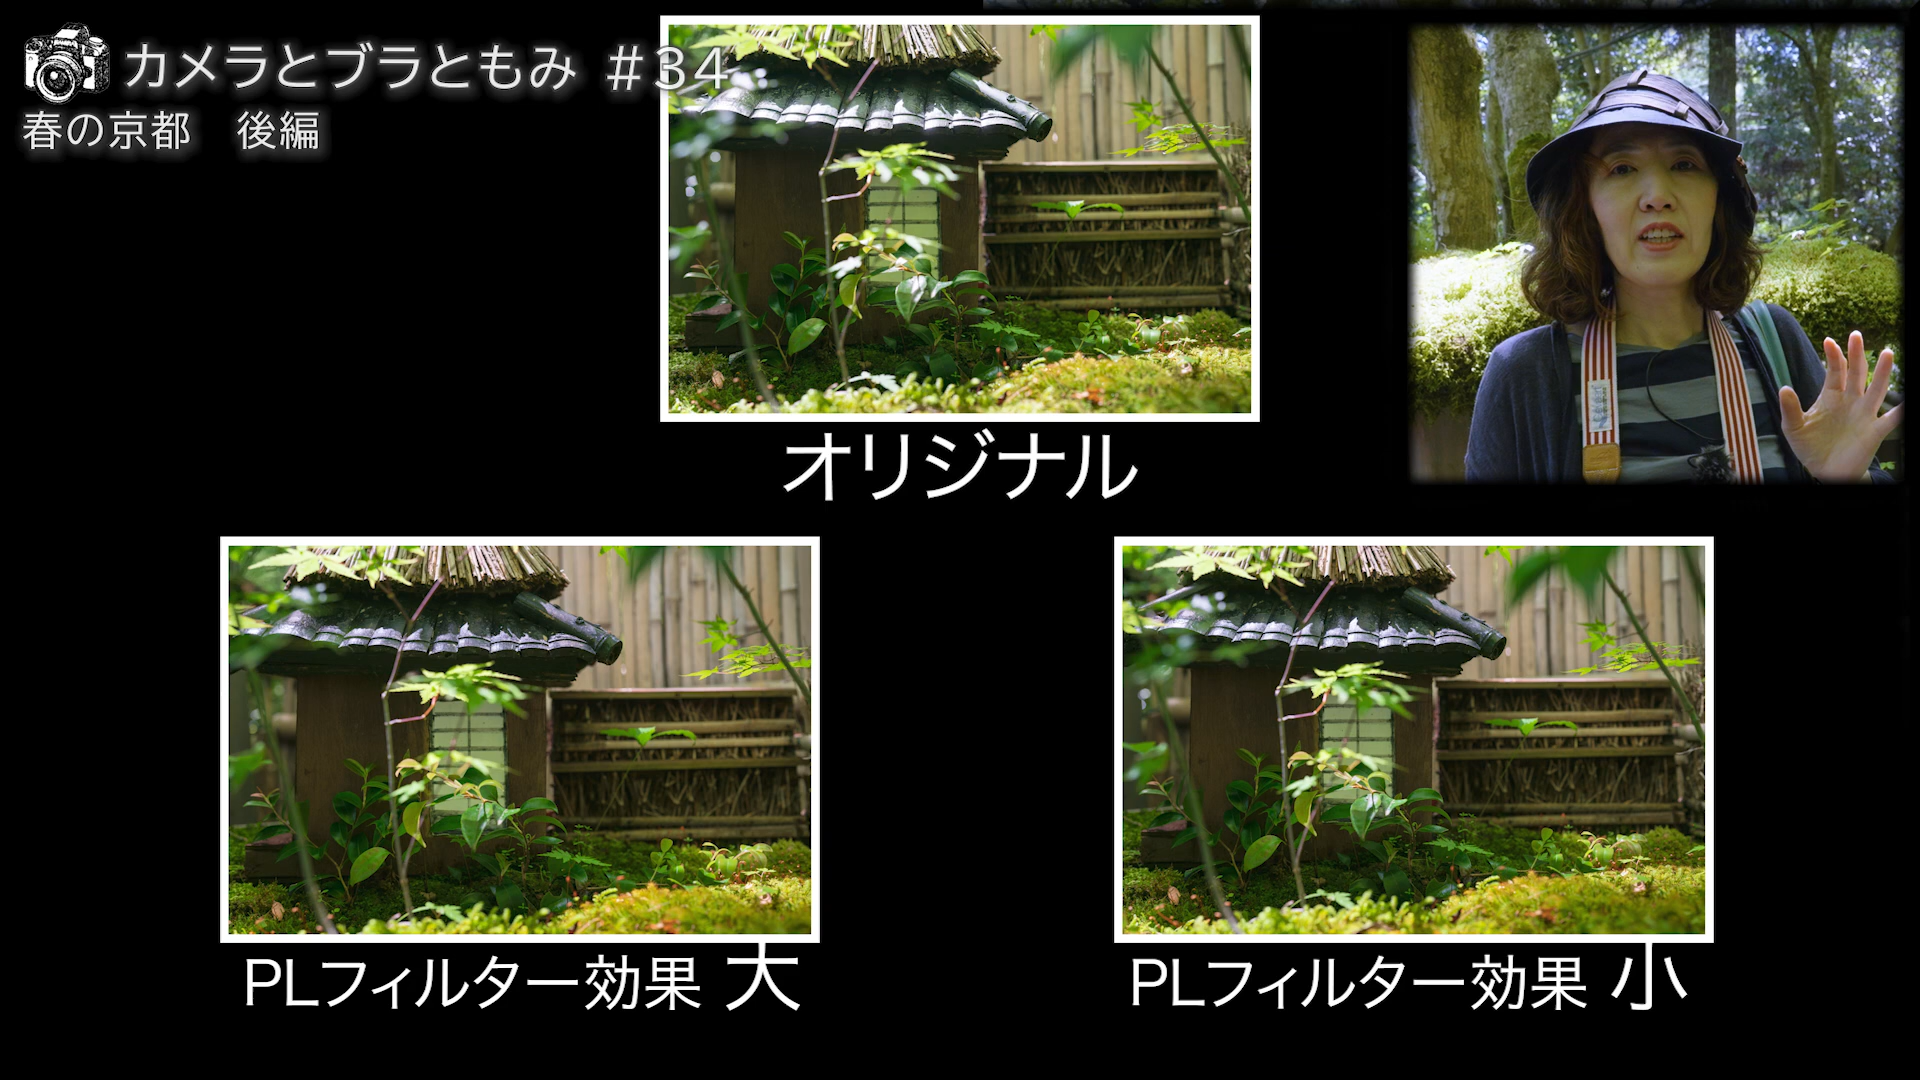 カメラとブラともみ #34
春の京都　後編
オリジナル
PLフィルター効果 大
PLフィルター効果 小